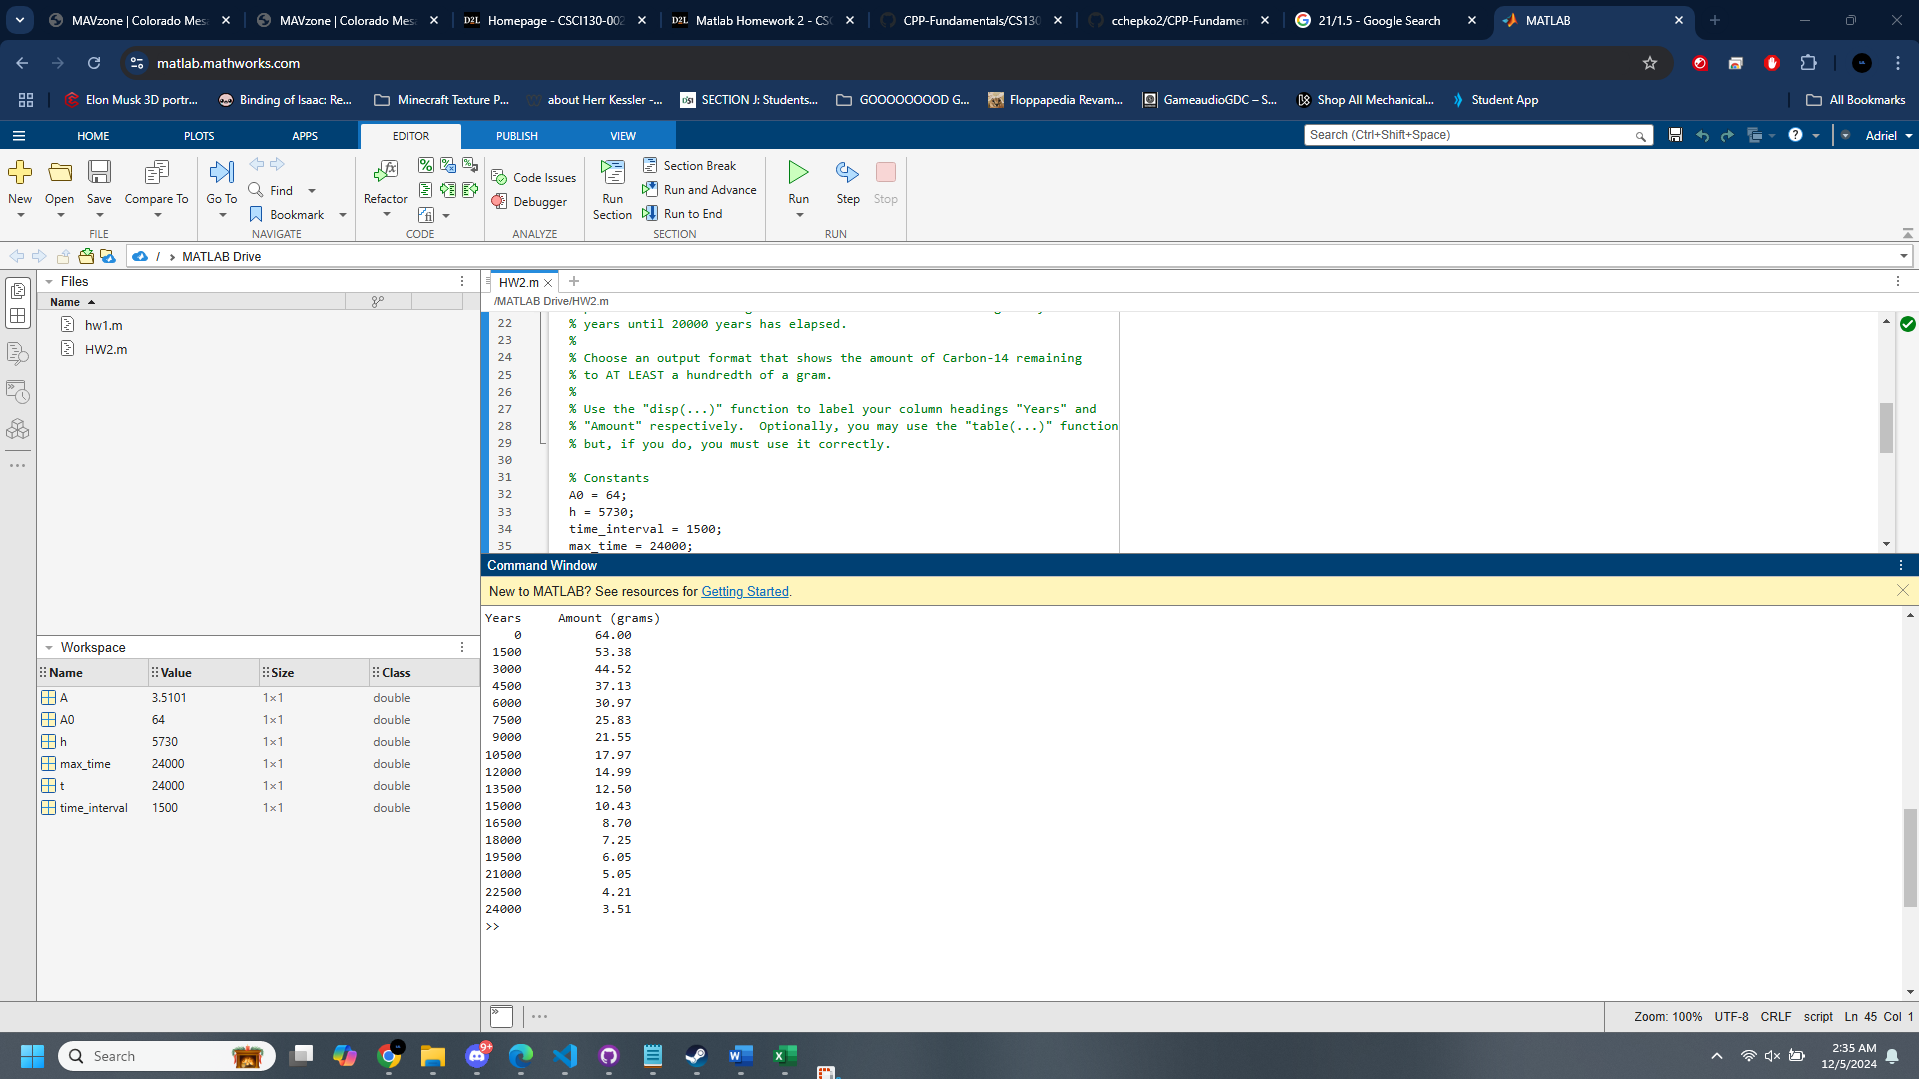 MAVzone | Colorado Mesa
MAVzone | Colorado Mesa
D2L Homepage - CSCI130-002
D2L Matlab Homework 2 - CSC
CPP-Fundamentals/CS130
cchepko2/CPP-Fundamen
21/1.5 - Google Search
MATLAB
matlab.mathworks.com
Elon Musk 3D portr...
Binding of Isaac: Re...
Minecraft Texture P...
about Herr Kessler -...
SECTION J: Students...
GOOOOOOOOD G...
Floppapedia Revam...
GameaudioGDC – S...
Shop All Mechanical...
Student App
All Bookmarks
HOME PLOTS APPS EDITOR PUBLISH VIEW
Search (Ctrl+Shift+Space)
Adriel
New Open Save Compare To
FILE
Go To Find Bookmark
NAVIGATE
Refactor
CODE
Code Issues
Debugger
ANALYZE
Run Section
Section Break
Run and Advance
Run to End
SECTION
Run Step Stop
RUN
/ › MATLAB Drive
Files
Name
hw1.m
HW2.m
Workspace
Name Value Size Class
A 3.5101 1×1 double
A0 64 1×1 double
h 5730 1×1 double
max_time 24000 1×1 double
t 24000 1×1 double
time_interval 1500 1×1 double
HW2.m
/MATLAB Drive/HW2.m
22 % years until 20000 years has elapsed.
23 %
24 % Choose an output format that shows the amount of Carbon-14 remaining
25 % to AT LEAST a hundredth of a gram.
26 %
27 % Use the "disp(...)" function to label your column headings "Years" and
28 % "Amount" respectively.  Optionally, you may use the "table(...)" function
29 % but, if you do, you must use it correctly.
30
31 % Constants
32 A0 = 64;
33 h = 5730;
34 time_interval = 1500;
35 max_time = 24000;
Command Window
New to MATLAB? See resources for Getting Started.
Years Amount (grams)
0 64.00
1500 53.38
3000 44.52
4500 37.13
6000 30.97
7500 25.83
9000 21.55
10500 17.97
12000 14.99
13500 12.50
15000 10.43
16500 8.70
18000 7.25
19500 6.05
21000 5.05
22500 4.21
24000 3.51
>>
Zoom: 100% UTF-8 CRLF script Ln 45 Col 1
Search
9+
2:35 AM
12/5/2024